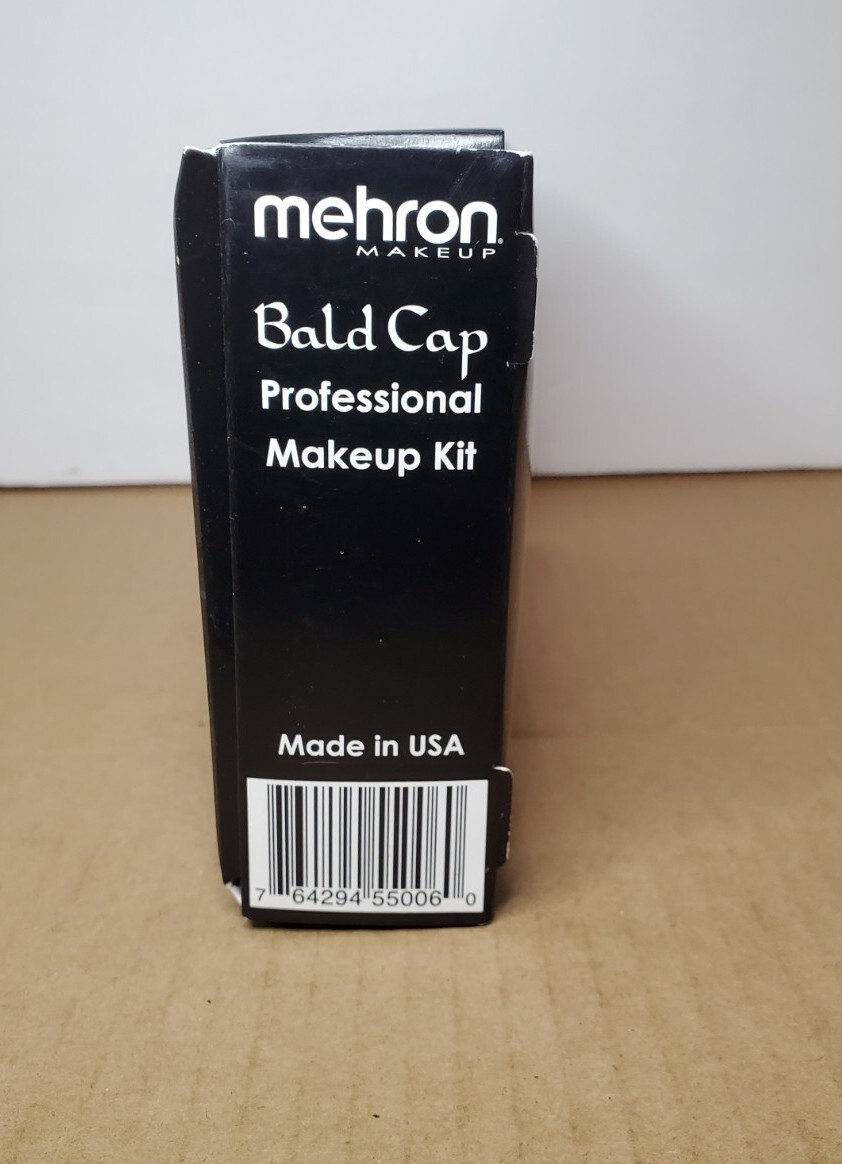 mehron.
MAKEUP
Bald Cap
Professional
Makeup Kit
Made in USA
7 64294 55006 0